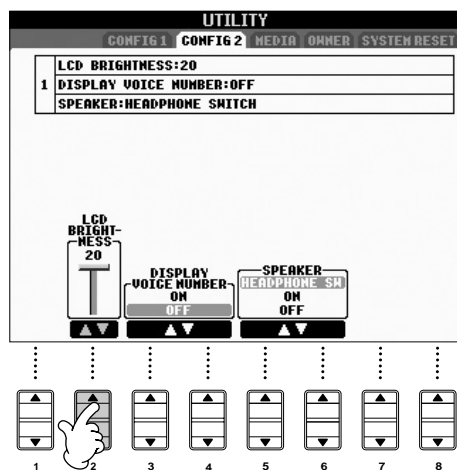 UTILITY
CONFIG 1 CONFIG 2 MEDIA OWNER SYSTEM RESET
LCD BRIGHTNESS:20
1 DISPLAY VOICE NUMBER:OFF
SPEAKER:HEADPHONE SWITCH
LCD
BRIGHT-
NESS
20
DISPLAY
VOICE NUMBER
ON
OFF
SPEAKER
HEADPHONE SW
ON
OFF
1 2 3 4 5 6 7 8